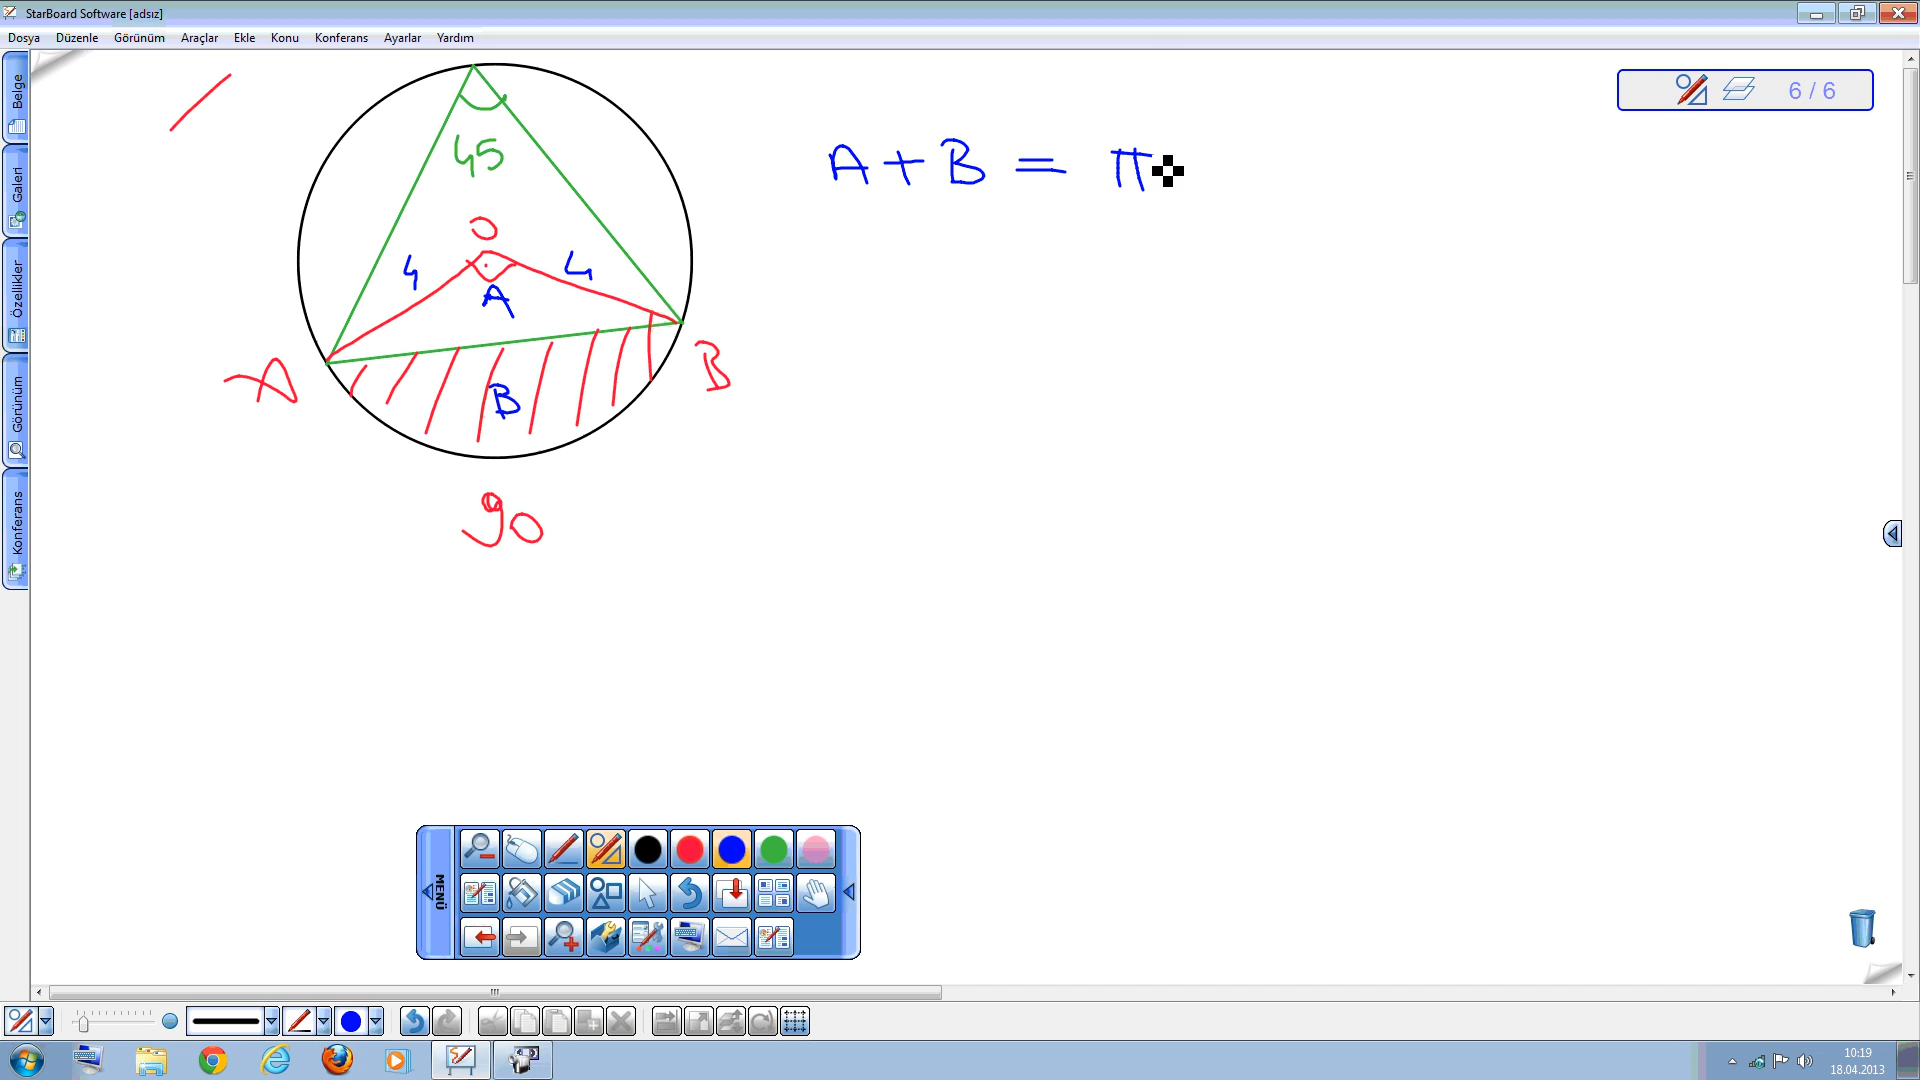 StarBoard Software [adsız]
Dosya Düzenle Görünüm Araçlar Ekle Konu Konferans Ayarlar Yardım
Belge
Galeri
Özellikler
Görünüm
Konferans
6 / 6
45
O
4 4
A
A B
B
90
A + B = π
MENÜ
10:19
18.04.2013